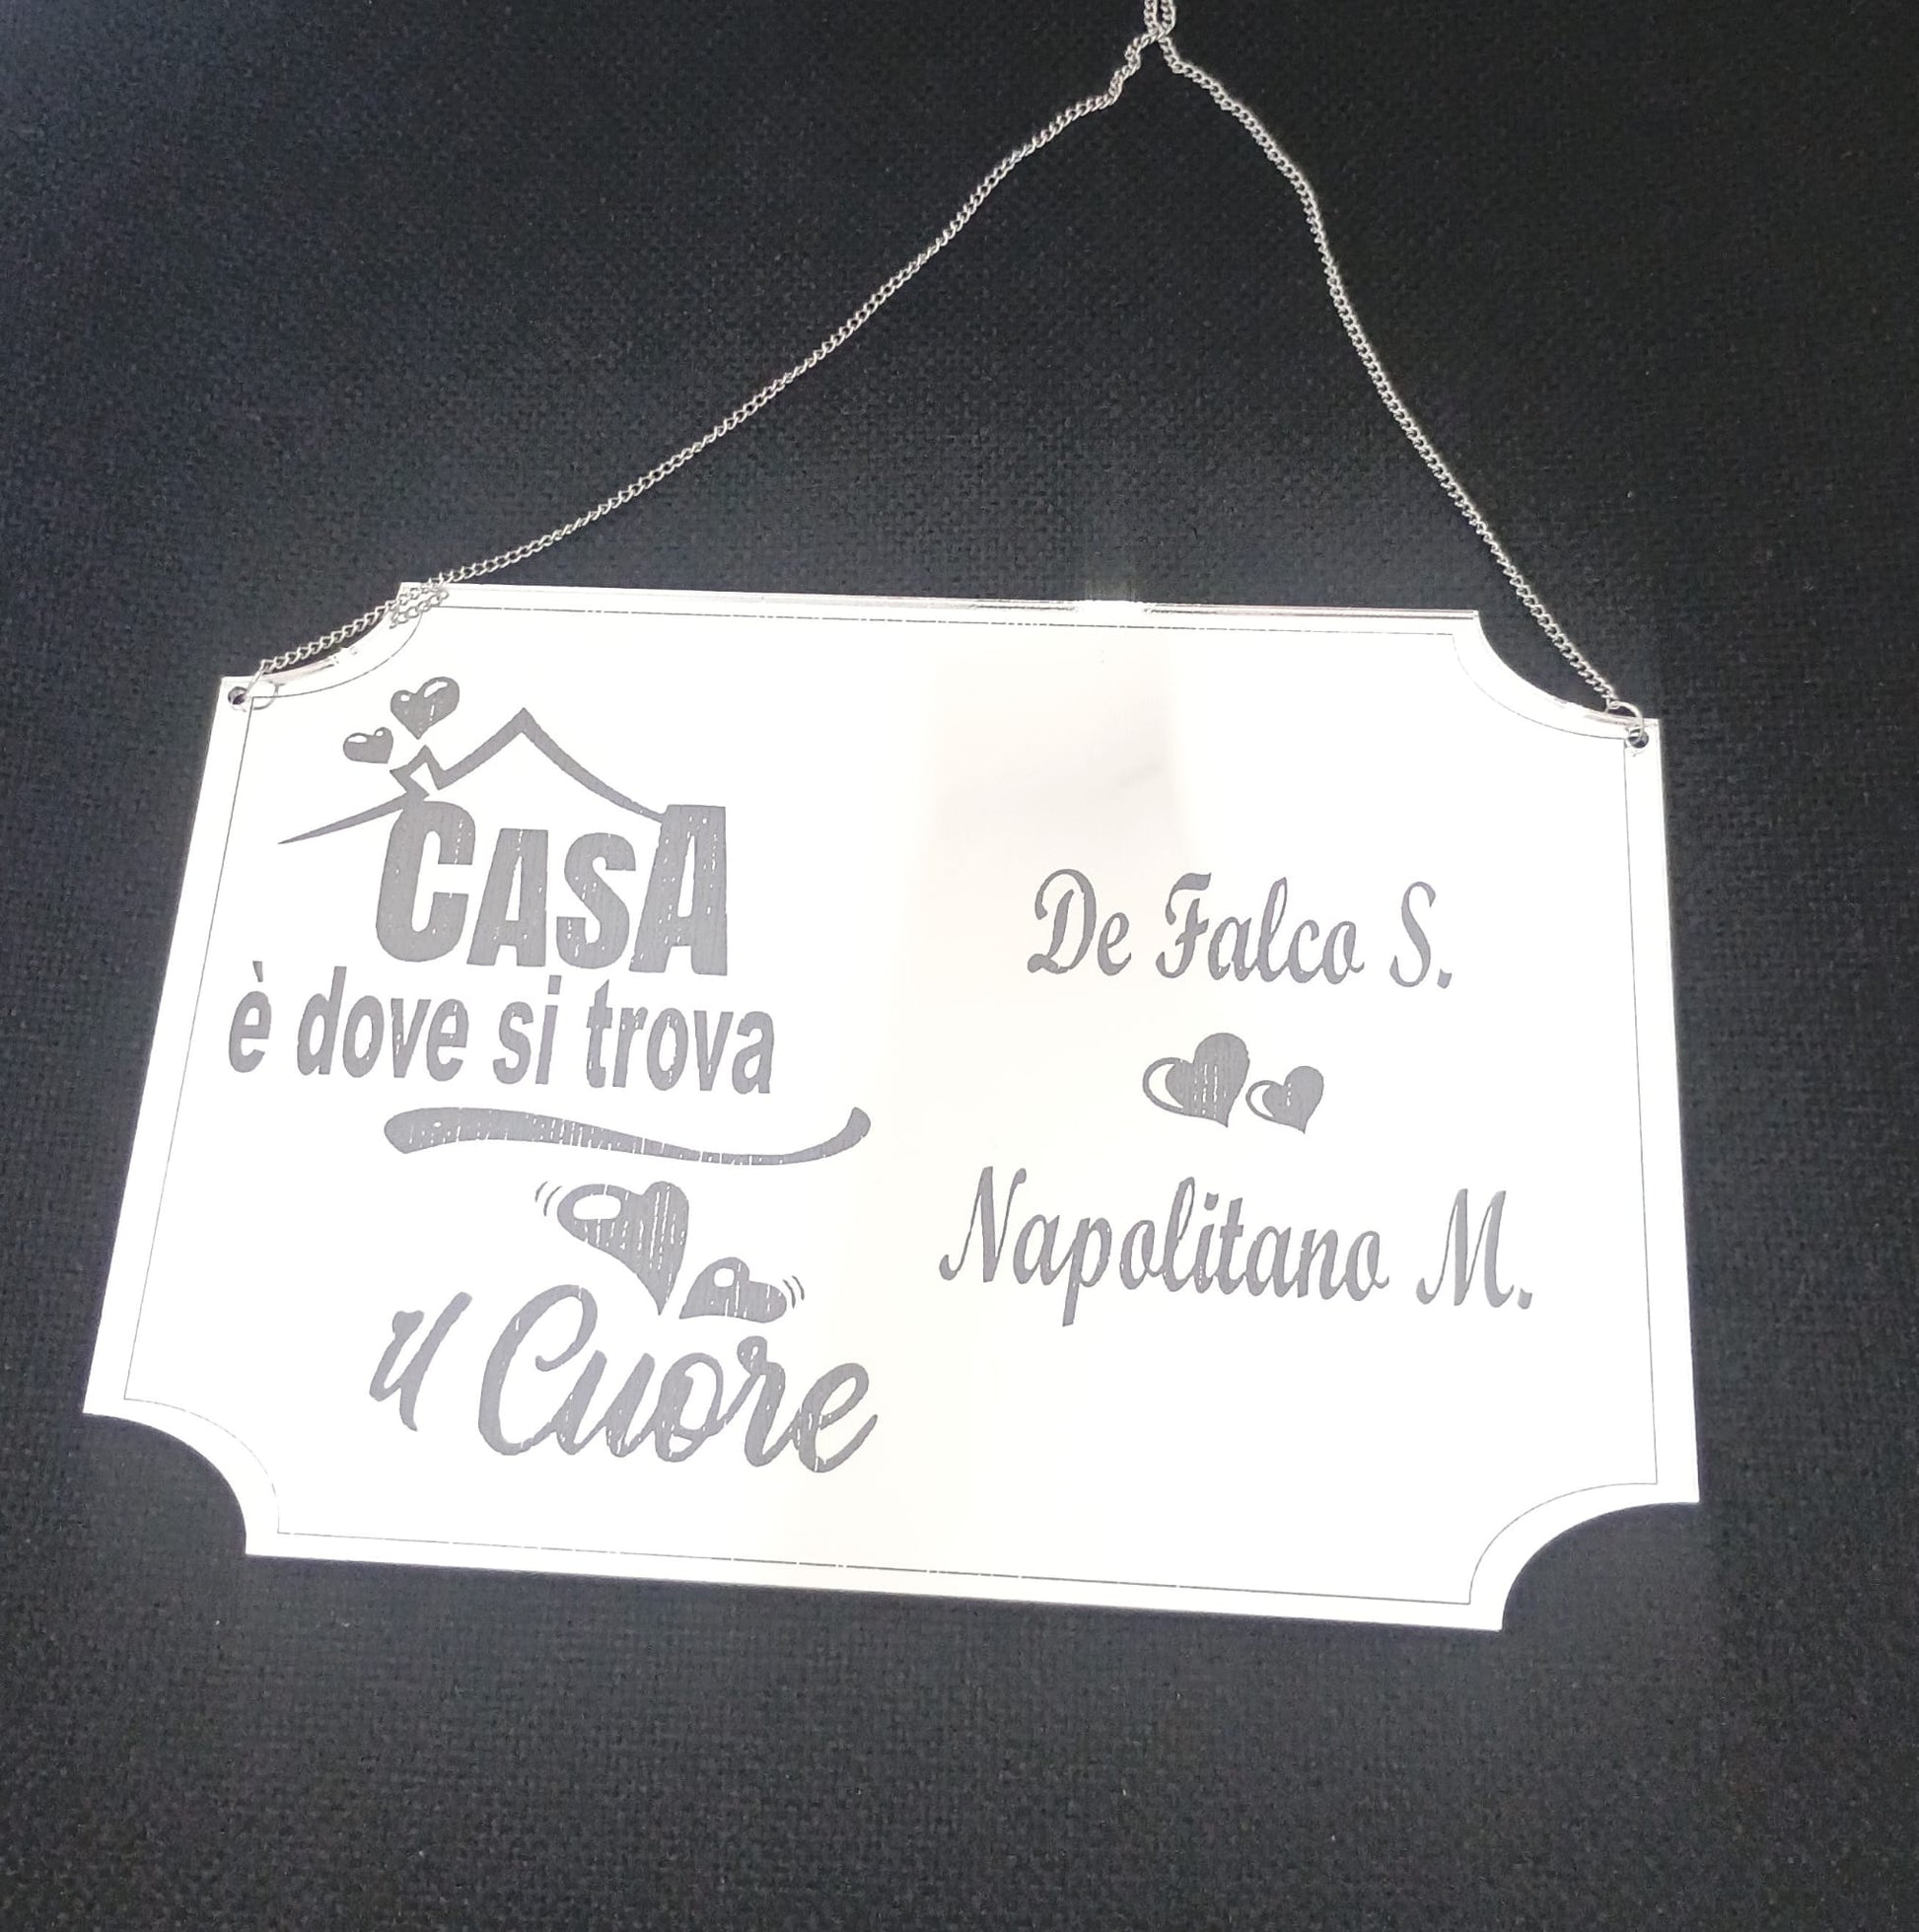 CASA
è dove si trova
il Cuore
De Falco S.
Napolitano M.